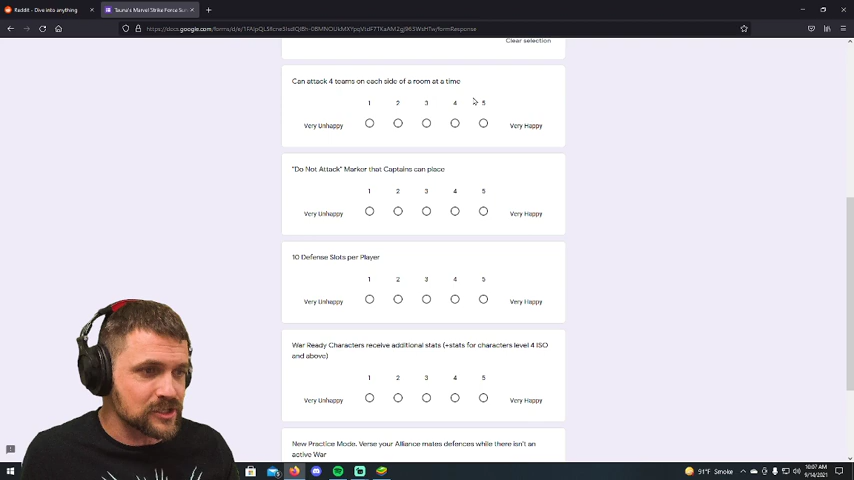 Reddit - Dive into anything
Tauna's Marvel Strike Force Su
Clear selection
Can attack 4 teams on each side of a room at a time
1 2 3 4 5
Very Unhappy Very Happy
"Do Not Attack" Marker that Captains can place
1 2 3 4 5
Very Unhappy Very Happy
10 Defense Slots per Player
1 2 3 4 5
Very Unhappy Very Happy
War Ready Characters receive additional stats (+stats for characters level 4 ISO
and above)
1 2 3 4 5
Very Unhappy Very Happy
New Practice Mode. Verse your Alliance mates defences while there isn't an
active War
91°F Smoke
10:07 AM
9/14/2021